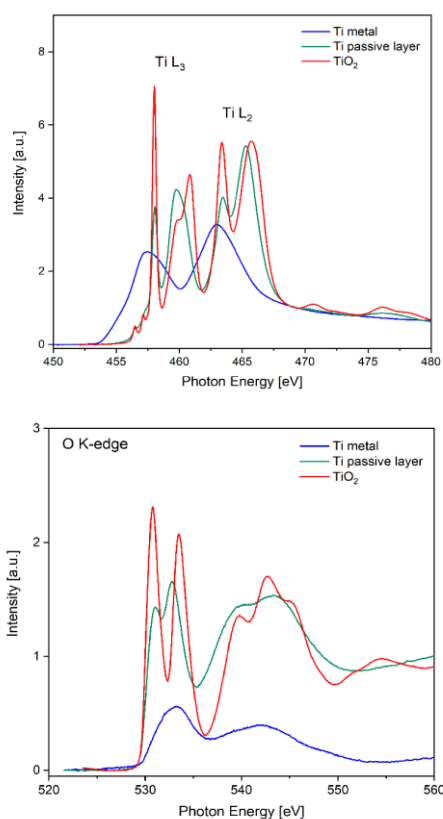 Ti L₃
Ti L₂
Ti metal
Ti passive layer
TiO₂
Intensity [a.u.]
8
6
4
2
0
450 455 460 465 470 475 480
Photon Energy [eV]
O K-edge
Ti metal
Ti passive layer
TiO₂
Intensity [a.u.]
3
2
1
0
520 530 540 550 560
Photon Energy [eV]